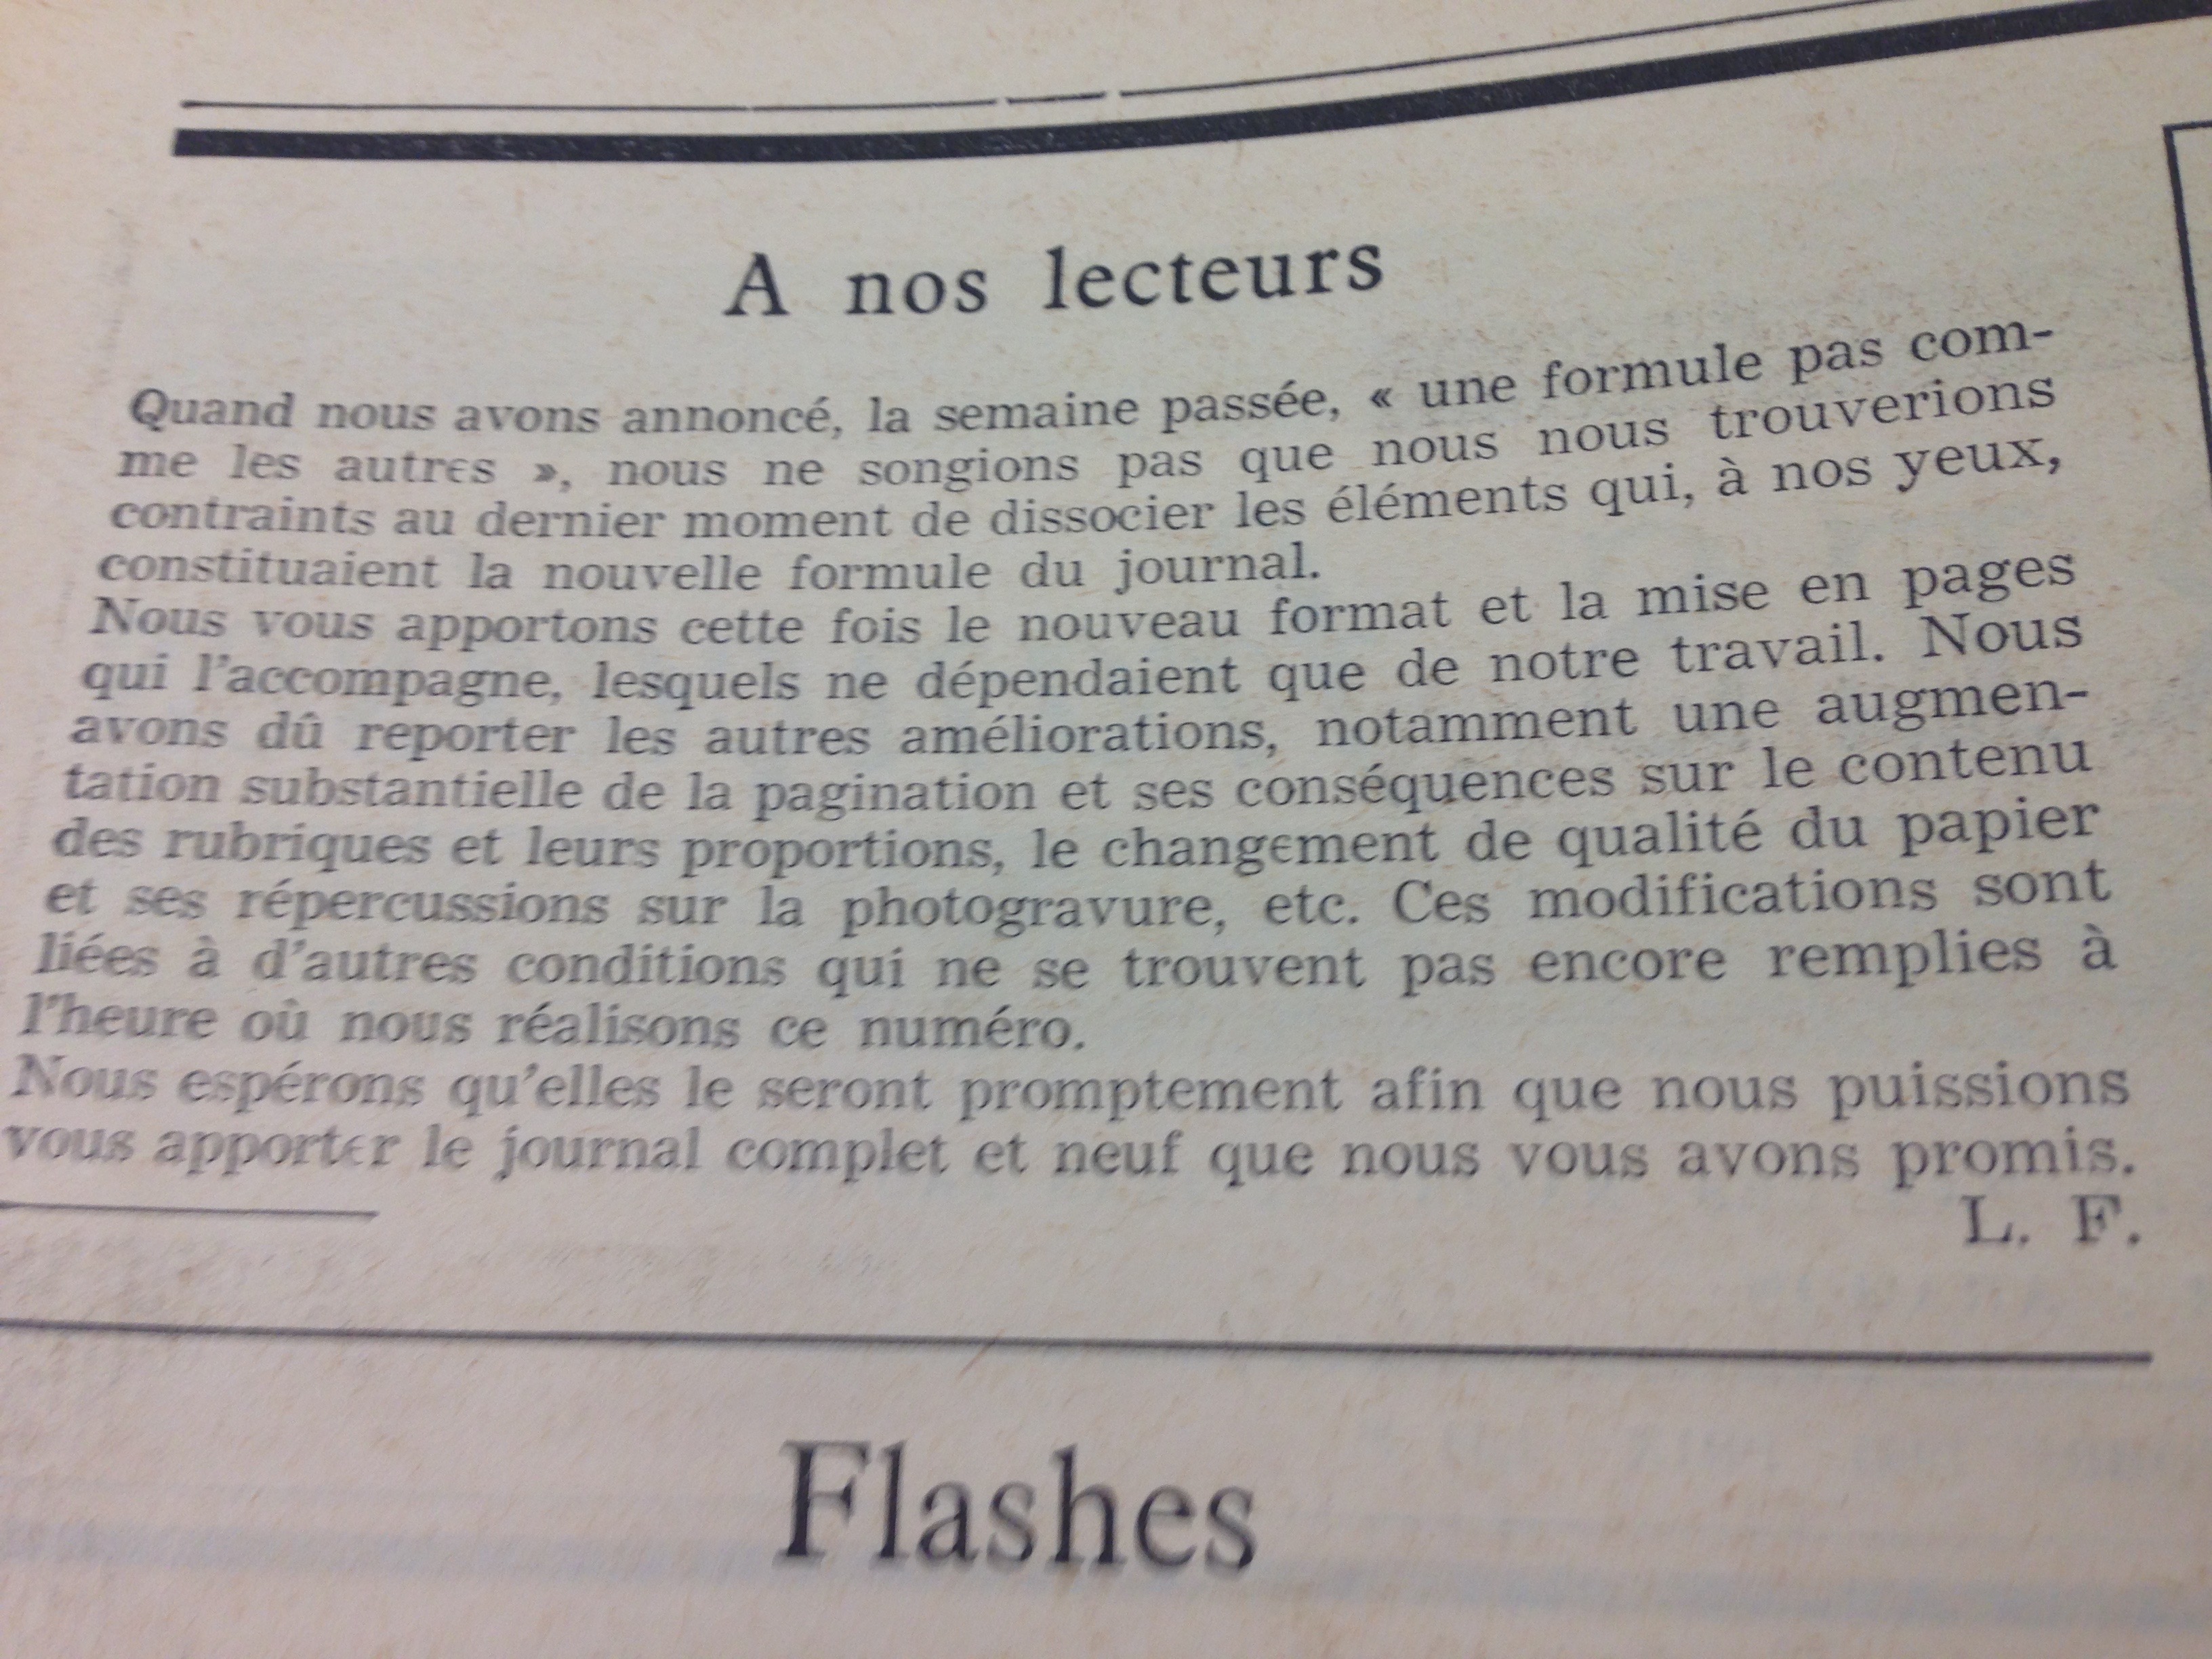 A nos lecteurs
Quand nous avons annoncé, la semaine passée, « une formule pas com-
me les autres », nous ne songions pas que nous nous trouverions
contraints au dernier moment de dissocier les éléments qui, à nos yeux,
constituaient la nouvelle formule du journal.
Nous vous apportons cette fois le nouveau format et la mise en pages
qui l'accompagne, lesquels ne dépendaient que de notre travail. Nous
avons dû reporter les autres améliorations, notamment une augmen-
tation substantielle de la pagination et ses conséquences sur le contenu
des rubriques et leurs proportions, le changement de qualité du papier
et ses répercussions sur la photogravure, etc. Ces modifications sont
liées à d'autres conditions qui ne se trouvent pas encore remplies à
l'heure où nous réalisons ce numéro.
Nous espérons qu'elles le seront promptement afin que nous puissions
vous apporter le journal complet et neuf que nous vous avons promis.
L. F.
Flashes